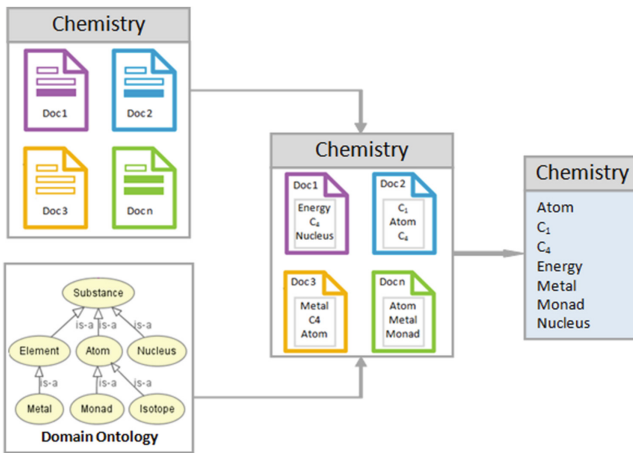 Chemistry
Doc1
Doc2
Doc3
Docn
Substance
is-a is-a is-a
Element Atom Nucleus
is-a is-a is-a
Metal Monad Isotope
Domain Ontology
Chemistry
Doc1
Energy
C₄
Nucleus
Doc2
C₁
Atom
C₄
Doc3
Metal
C4
Atom
Docn
Atom
Metal
Monad
Chemistry
Atom
C₁
C₄
Energy
Metal
Monad
Nucleus